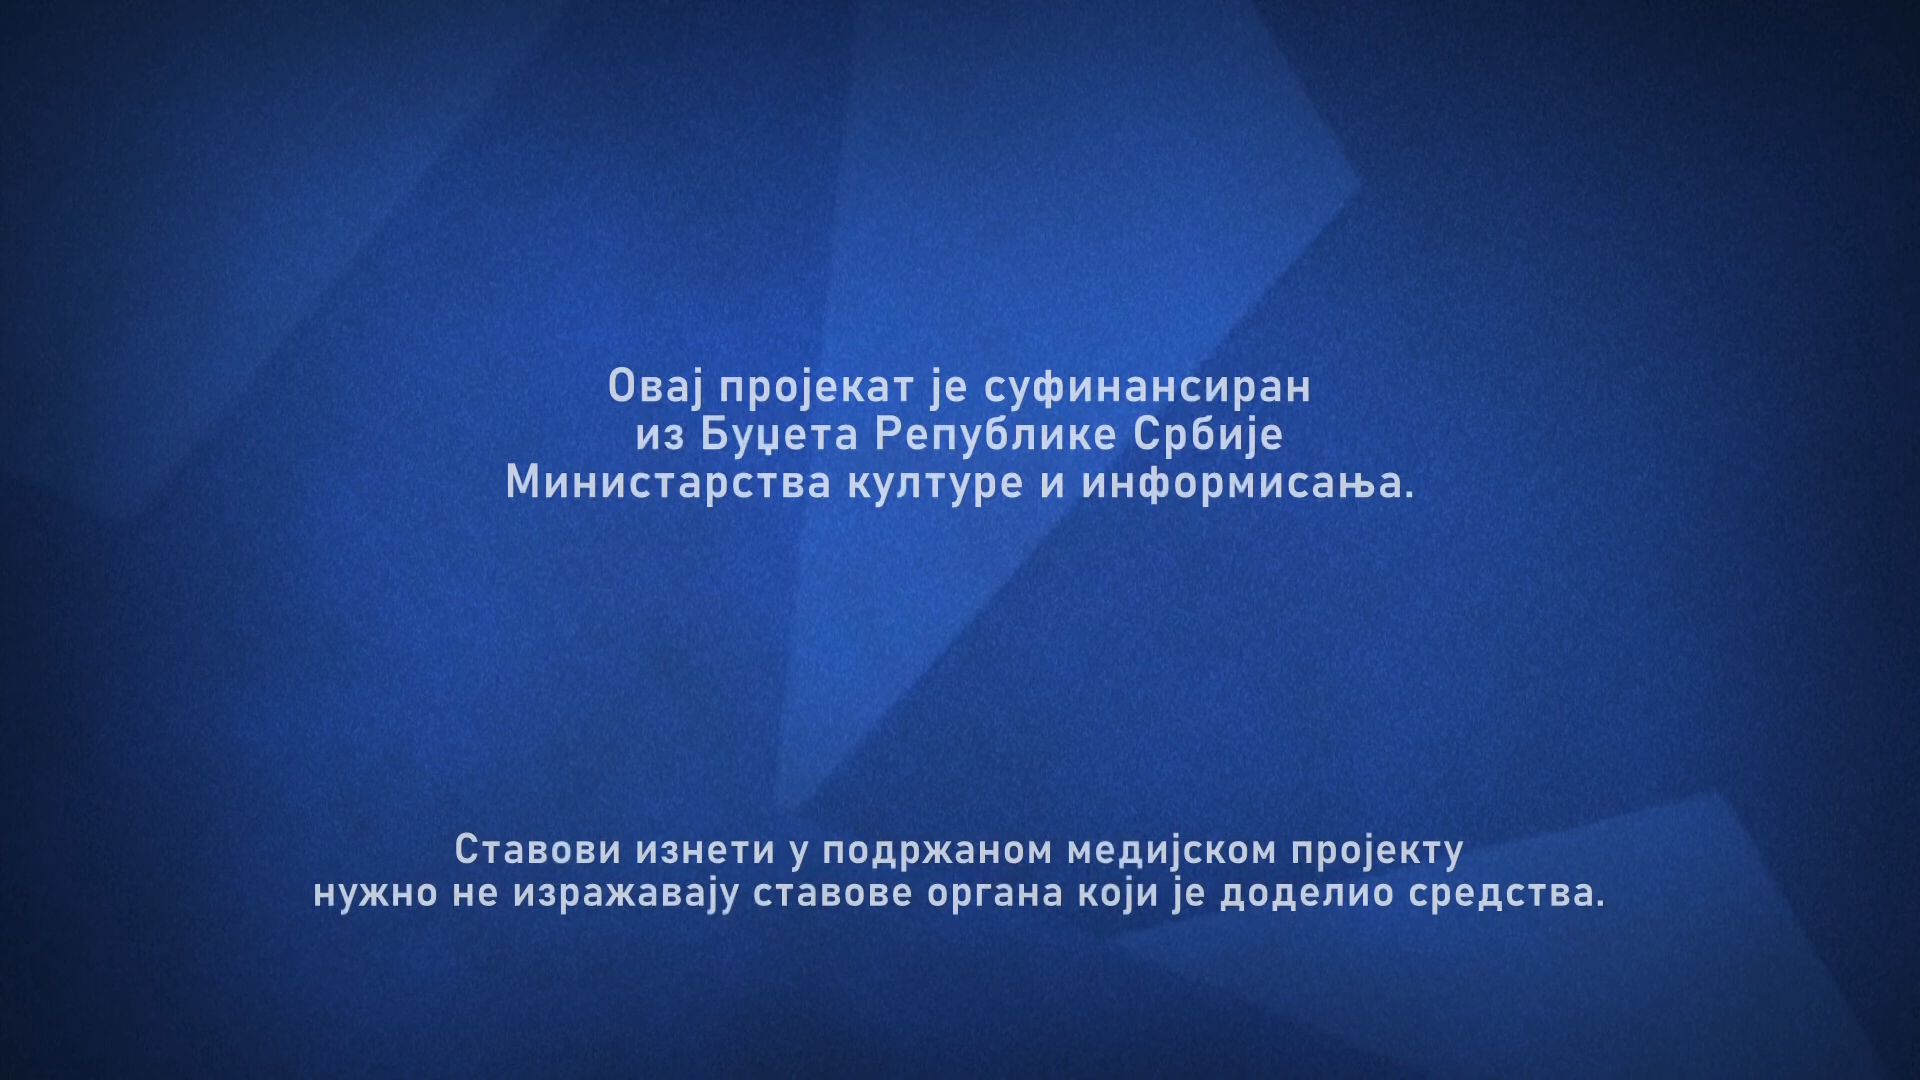 Овај пројекат је суфинансиран
из Буџета Републике Србије
Министарства културе и информисања.
Ставови изнети у подржаном медијском пројекту
нужно не изражавају ставове органа који је доделио средства.